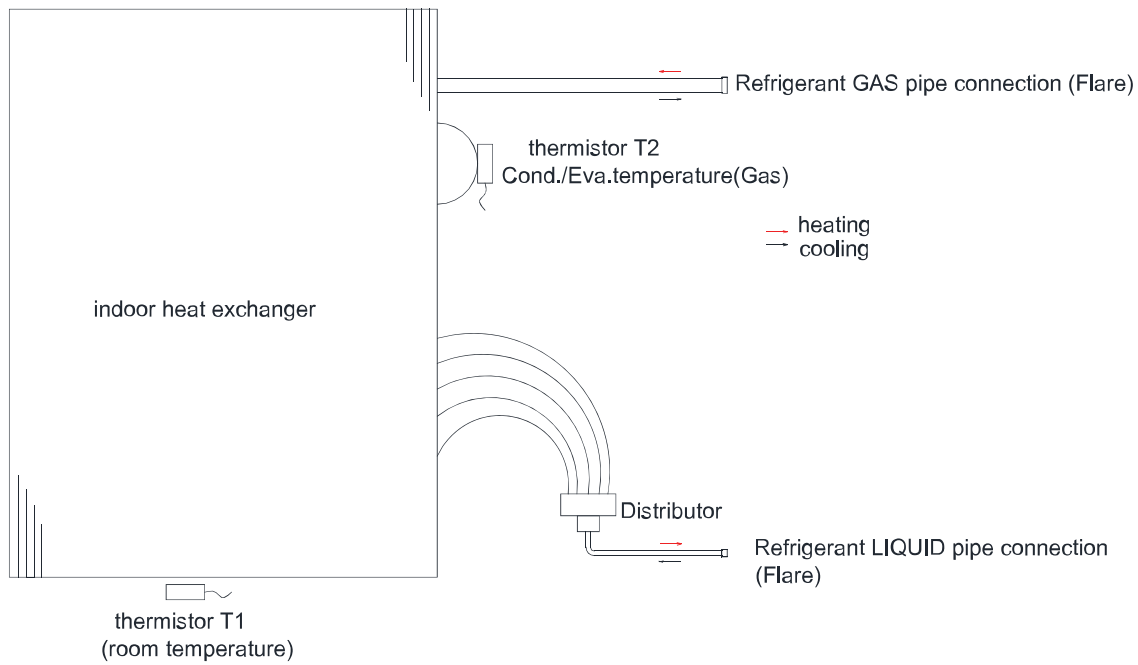 Refrigerant GAS pipe connection (Flare)
thermistor T2
Cond./Eva.temperature(Gas)
heating
cooling
indoor heat exchanger
Distributor
Refrigerant LIQUID pipe connection
(Flare)
thermistor T1
(room temperature)